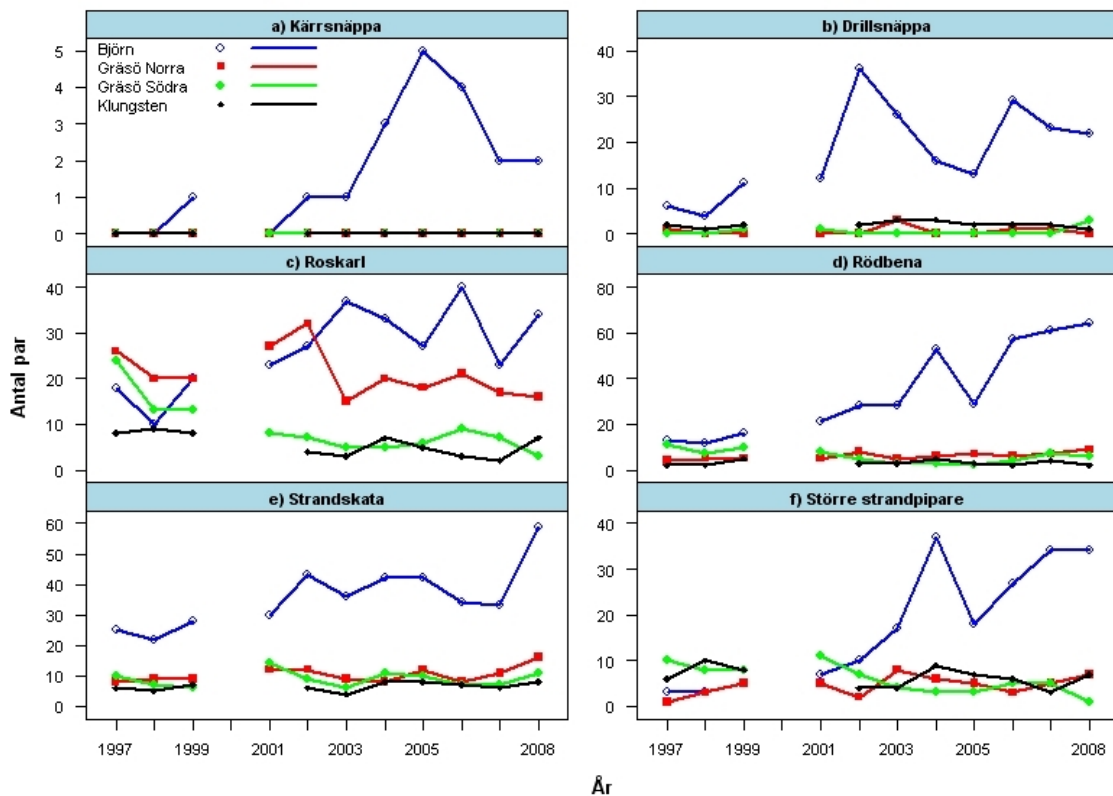 a) Kärrsnäppa
Björn
Gräsö Norra
Gräsö Södra
Klungsten
5
4
3
2
1
0
b) Drillsnäppa
40
30
20
10
0
c) Roskarl
40
30
20
10
0
d) Rödbena
80
60
40
20
0
e) Strandskata
60
50
40
30
20
10
0
f) Större strandpipare
40
30
20
10
0
Antal par
1997 1999 2001 2003 2005 2008
1997 1999 2001 2003 2005 2008
År